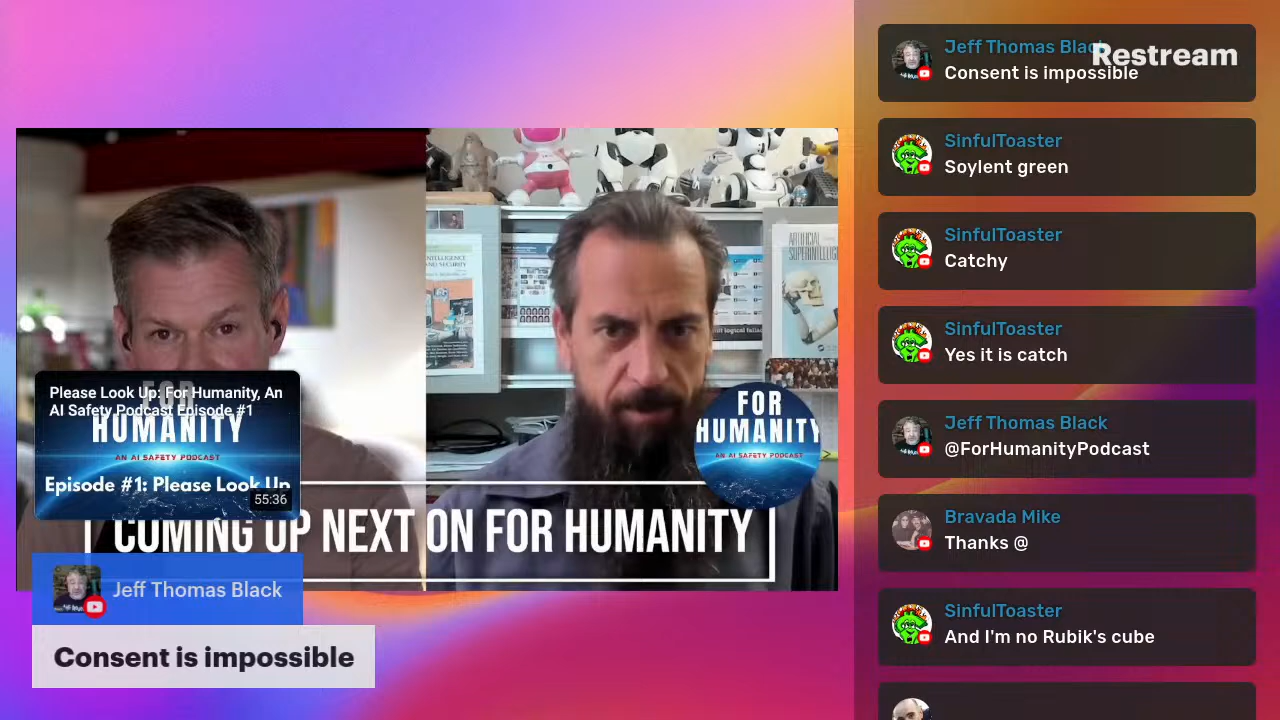 Please Look Up: For Humanity, An
AI Safety Podcast Episode #1
FOR
HUMANITY
AN AI SAFETY PODCAST
Episode #1: Please Look Up
55:36
ARTIFICIAL
SUPERINTELLIGENCE
FOR
HUMANITY
AN AI SAFETY PODCAST
COMING UP NEXT ON FOR HUMANITY
Jeff Thomas Black
Consent is impossible
Restream
Jeff Thomas Black
Consent is impossible
SinfulToaster
Soylent green
SinfulToaster
Catchy
SinfulToaster
Yes it is catch
Jeff Thomas Black
@ForHumanityPodcast
Bravada Mike
Thanks @
SinfulToaster
And I'm no Rubik's cube